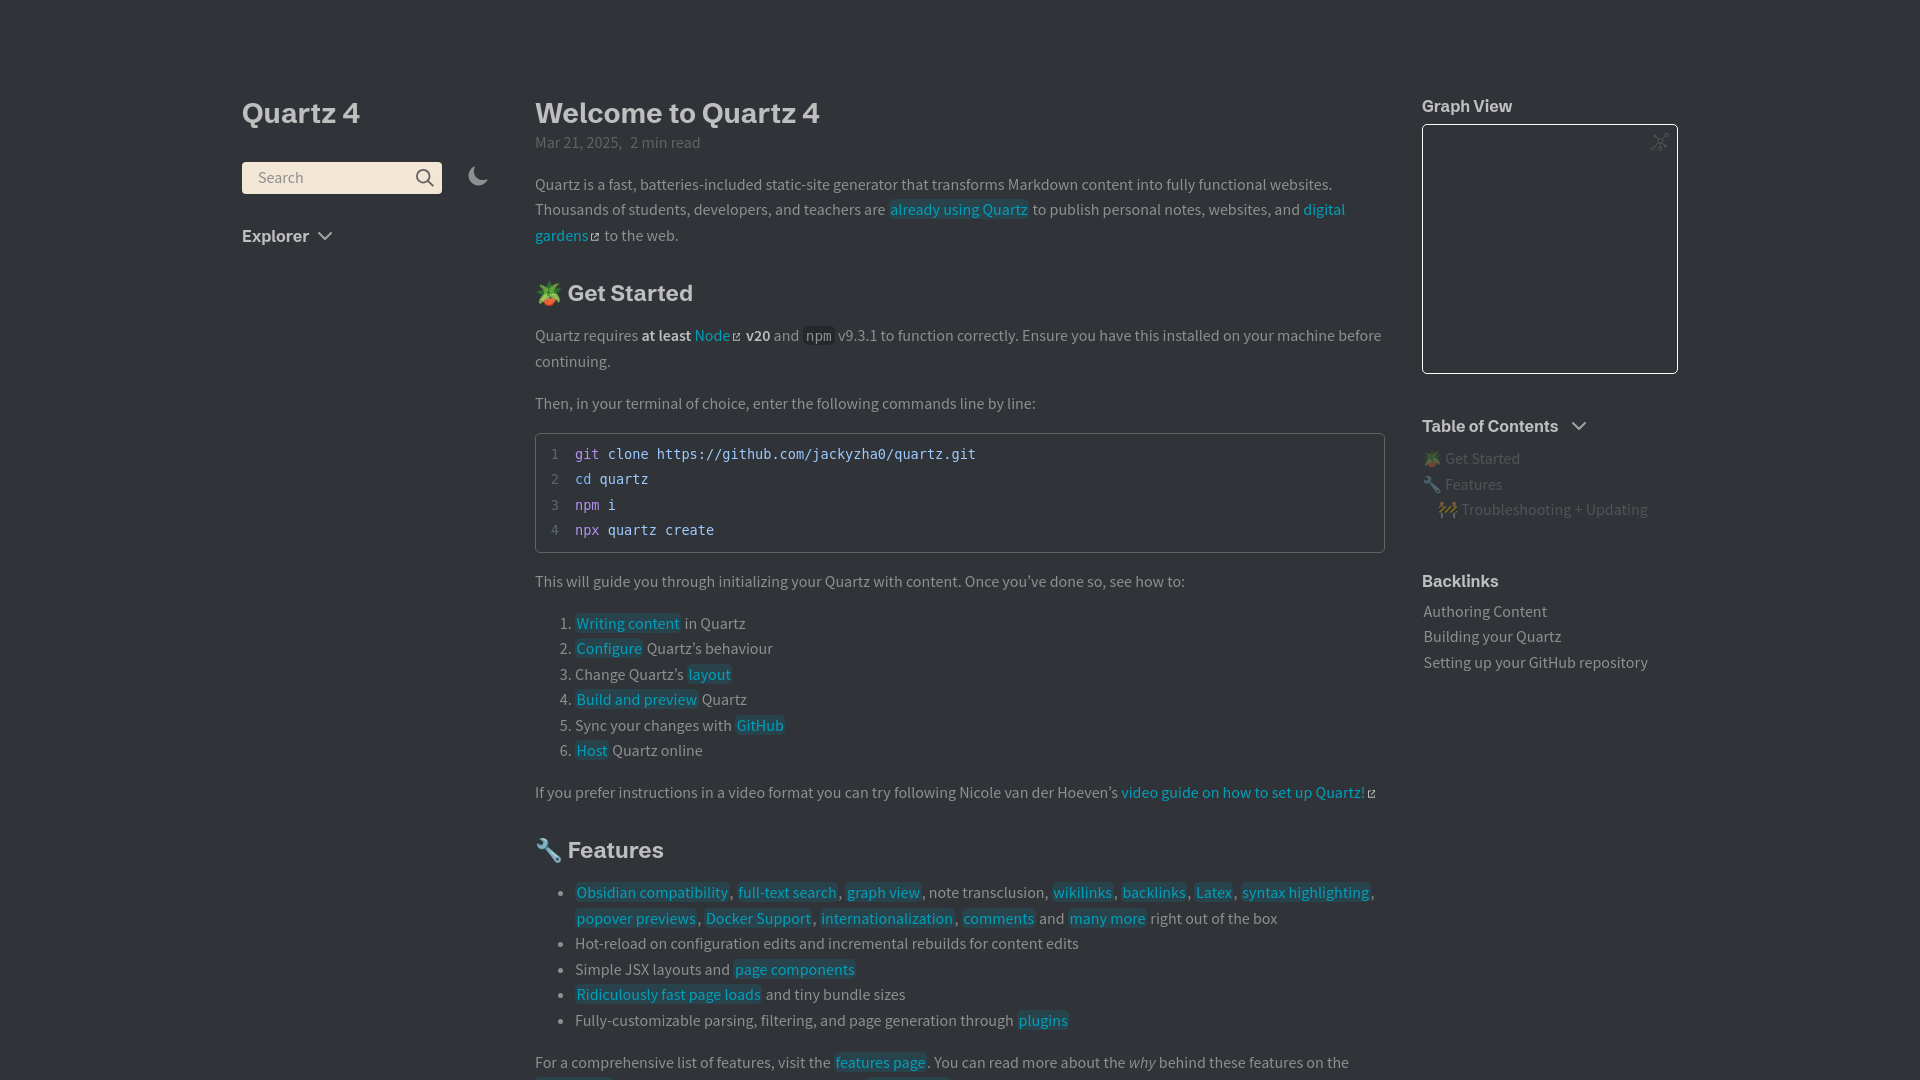 Quartz 4
Search
Explorer
Welcome to Quartz 4
Mar 21, 2025, 2 min read
Quartz is a fast, batteries-included static-site generator that transforms Markdown content into fully functional websites.
Thousands of students, developers, and teachers are already using Quartz to publish personal notes, websites, and digital
gardens to the web.
🪴 Get Started
Quartz requires at least Node v20 and npm v9.3.1 to function correctly. Ensure you have this installed on your machine before
continuing.
Then, in your terminal of choice, enter the following commands line by line:
1 git clone https://github.com/jackyzha0/quartz.git
2 cd quartz
3 npm i
4 npx quartz create
This will guide you through initializing your Quartz with content. Once you’ve done so, see how to:
1. Writing content in Quartz
2. Configure Quartz’s behaviour
3. Change Quartz’s layout
4. Build and preview Quartz
5. Sync your changes with GitHub
6. Host Quartz online
If you prefer instructions in a video format you can try following Nicole van der Hoeven’s video guide on how to set up Quartz!
🔧 Features
• Obsidian compatibility, full-text search, graph view, note transclusion, wikilinks, backlinks, Latex, syntax highlighting,
popover previews, Docker Support, internationalization, comments and many more right out of the box
• Hot-reload on configuration edits and incremental rebuilds for content edits
• Simple JSX layouts and page components
• Ridiculously fast page loads and tiny bundle sizes
• Fully-customizable parsing, filtering, and page generation through plugins
For a comprehensive list of features, visit the features page. You can read more about the why behind these features on the
Graph View
Table of Contents
🪴 Get Started
🔧 Features
🚧 Troubleshooting + Updating
Backlinks
Authoring Content
Building your Quartz
Setting up your GitHub repository